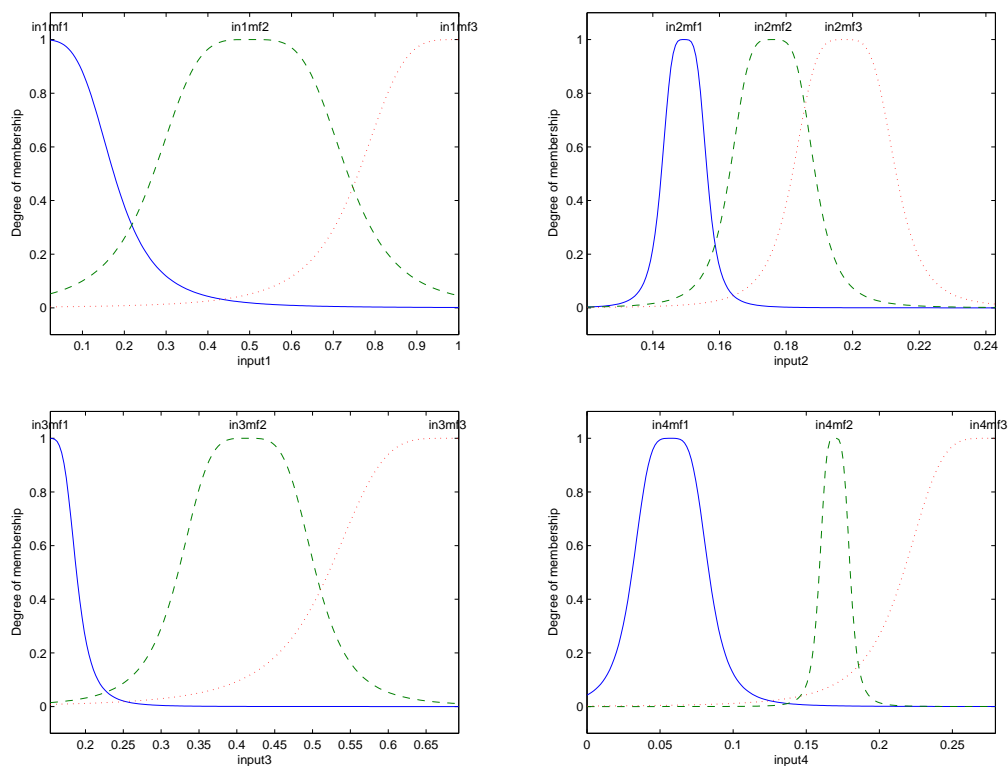 in1mf1 in1mf2 in1mf3
1
0.8
0.6
0.4
0.2
0
Degree of membership
0.1 0.2 0.3 0.4 0.5 0.6 0.7 0.8 0.9 1
input1
in2mf1 in2mf2 in2mf3
1
0.8
0.6
0.4
0.2
0
Degree of membership
0.14 0.16 0.18 0.2 0.22 0.24
input2
in3mf1 in3mf2 in3mf3
1
0.8
0.6
0.4
0.2
0
Degree of membership
0.2 0.25 0.3 0.35 0.4 0.45 0.5 0.55 0.6 0.65
input3
in4mf1 in4mf2 in4mf3
1
0.8
0.6
0.4
0.2
0
Degree of membership
0 0.05 0.1 0.15 0.2 0.25
input4